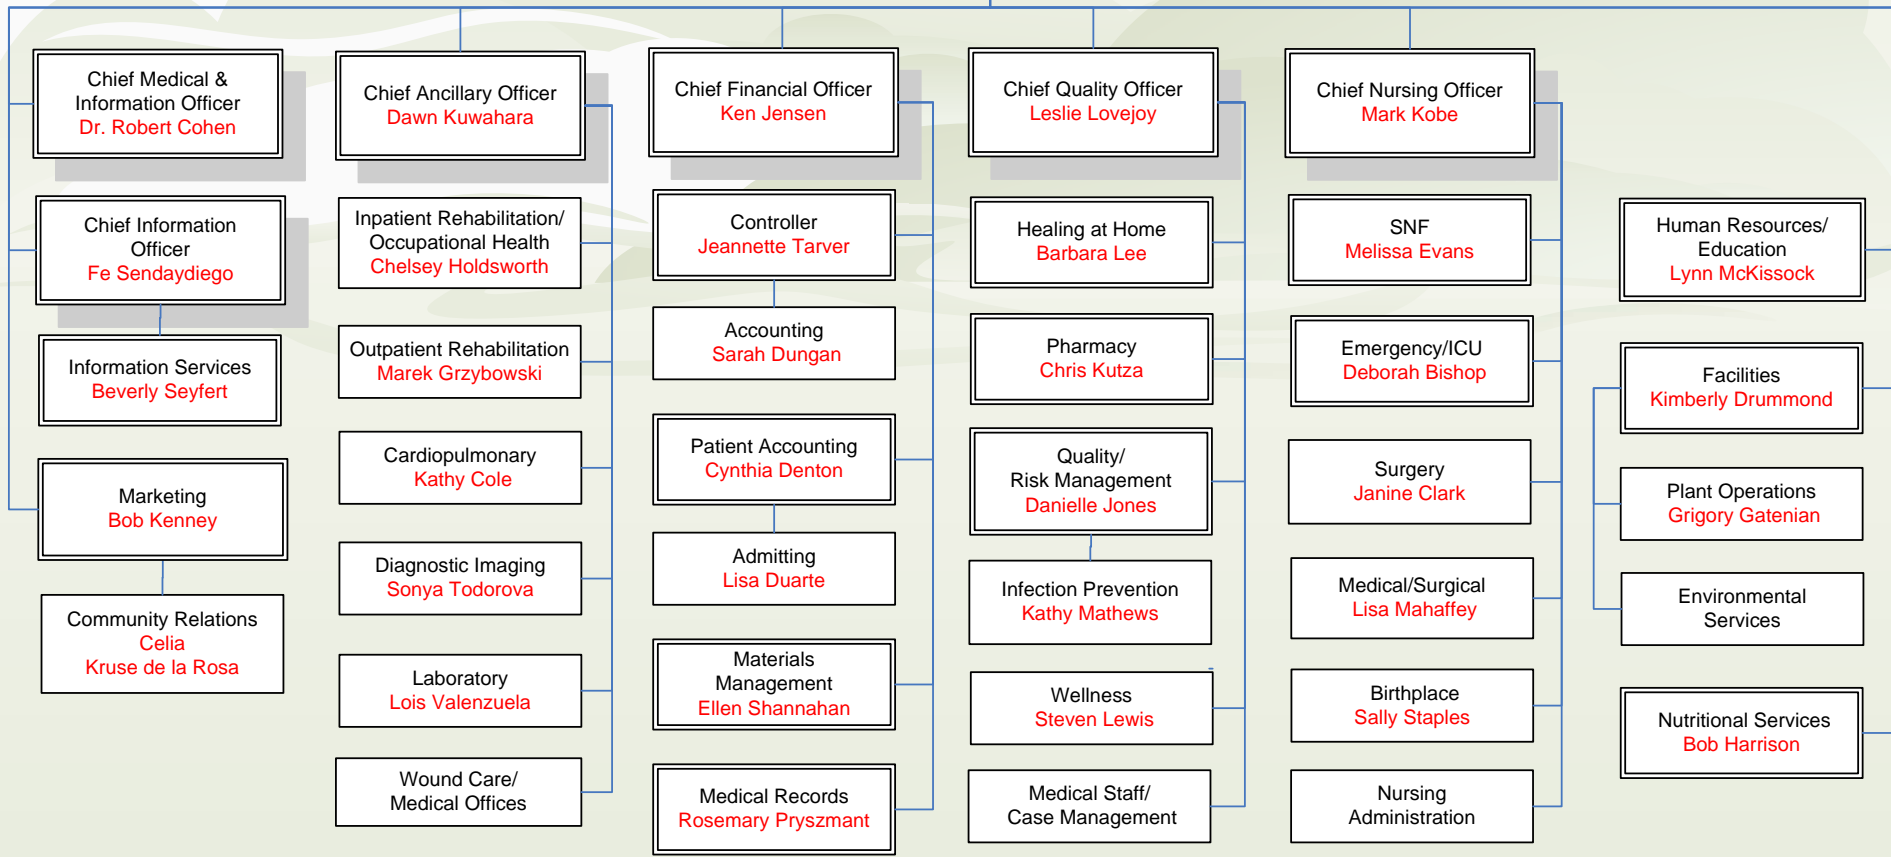 Chief Medical &
Information Officer
Dr. Robert Cohen
Chief Information
Officer
Fe Sendaydiego
Information Services
Beverly Seyfert
Marketing
Bob Kenney
Community Relations
Celia
Kruse de la Rosa
Chief Ancillary Officer
Dawn Kuwahara
Inpatient Rehabilitation/
Occupational Health
Chelsey Holdsworth
Outpatient Rehabilitation
Marek Grzybowski
Cardiopulmonary
Kathy Cole
Diagnostic Imaging
Sonya Todorova
Laboratory
Lois Valenzuela
Wound Care/
Medical Offices
Chief Financial Officer
Ken Jensen
Controller
Jeannette Tarver
Accounting
Sarah Dungan
Patient Accounting
Cynthia Denton
Admitting
Lisa Duarte
Materials
Management
Ellen Shannahan
Medical Records
Rosemary Pryszmant
Chief Quality Officer
Leslie Lovejoy
Healing at Home
Barbara Lee
Pharmacy
Chris Kutza
Quality/
Risk Management
Danielle Jones
Infection Prevention
Kathy Mathews
Wellness
Steven Lewis
Medical Staff/
Case Management
Chief Nursing Officer
Mark Kobe
SNF
Melissa Evans
Emergency/ICU
Deborah Bishop
Surgery
Janine Clark
Medical/Surgical
Lisa Mahaffey
Birthplace
Sally Staples
Nursing
Administration
Human Resources/
Education
Lynn McKissock
Facilities
Kimberly Drummond
Plant Operations
Grigory Gatenian
Environmental
Services
Nutritional Services
Bob Harrison